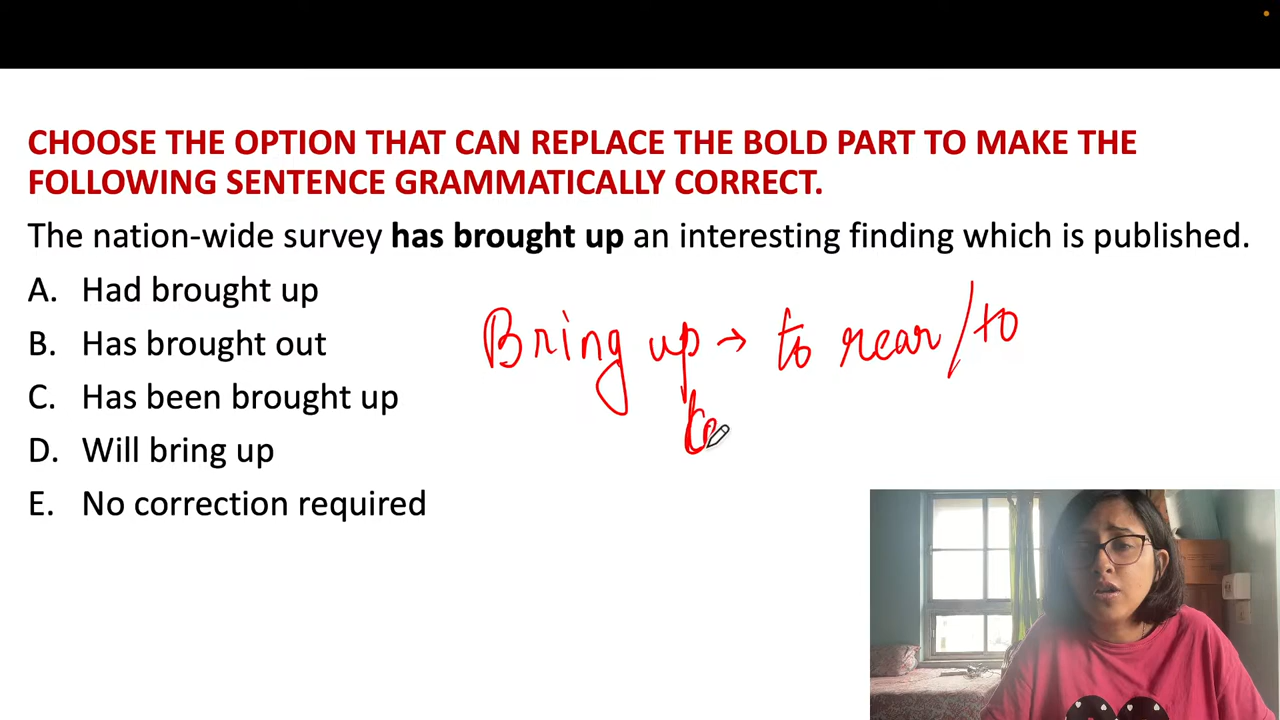 CHOOSE THE OPTION THAT CAN REPLACE THE BOLD PART TO MAKE THE
FOLLOWING SENTENCE GRAMMATICALLY CORRECT.
The nation-wide survey has brought up an interesting finding which is published.
A. Had brought up
B. Has brought out
C. Has been brought up
D. Will bring up
E. No correction required
Bring up → to rear/to